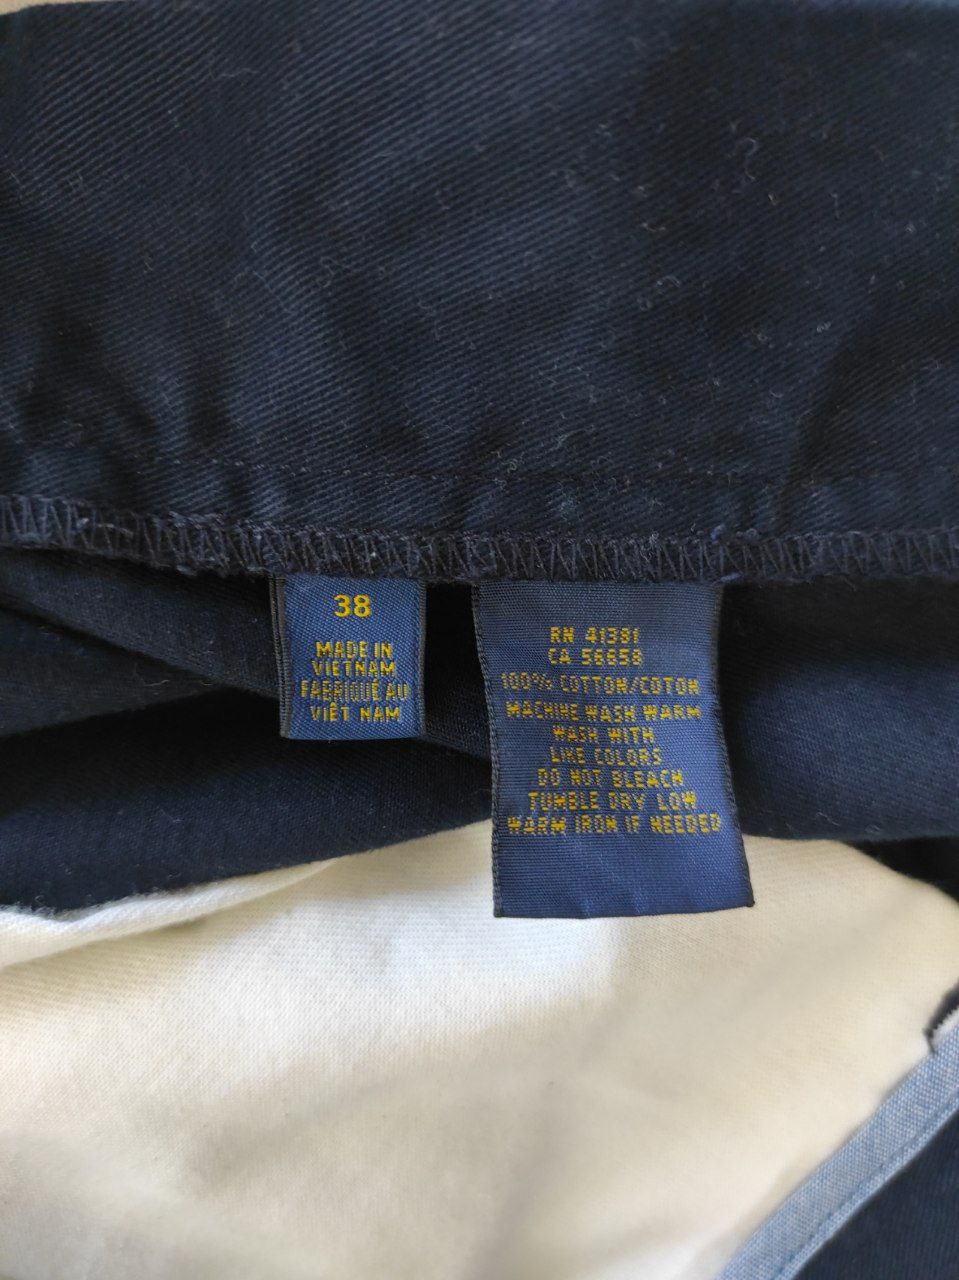 38
MADE IN
VIETNAM
FABRIQUÉ AU
VIÊT NAM
RN 41381
CA 56658
100% COTTON/COTON
MACHINE WASH WARM
WASH WITH
LIKE COLORS
DO NOT BLEACH
TUMBLE DRY LOW
WARM IRON IF NEEDED